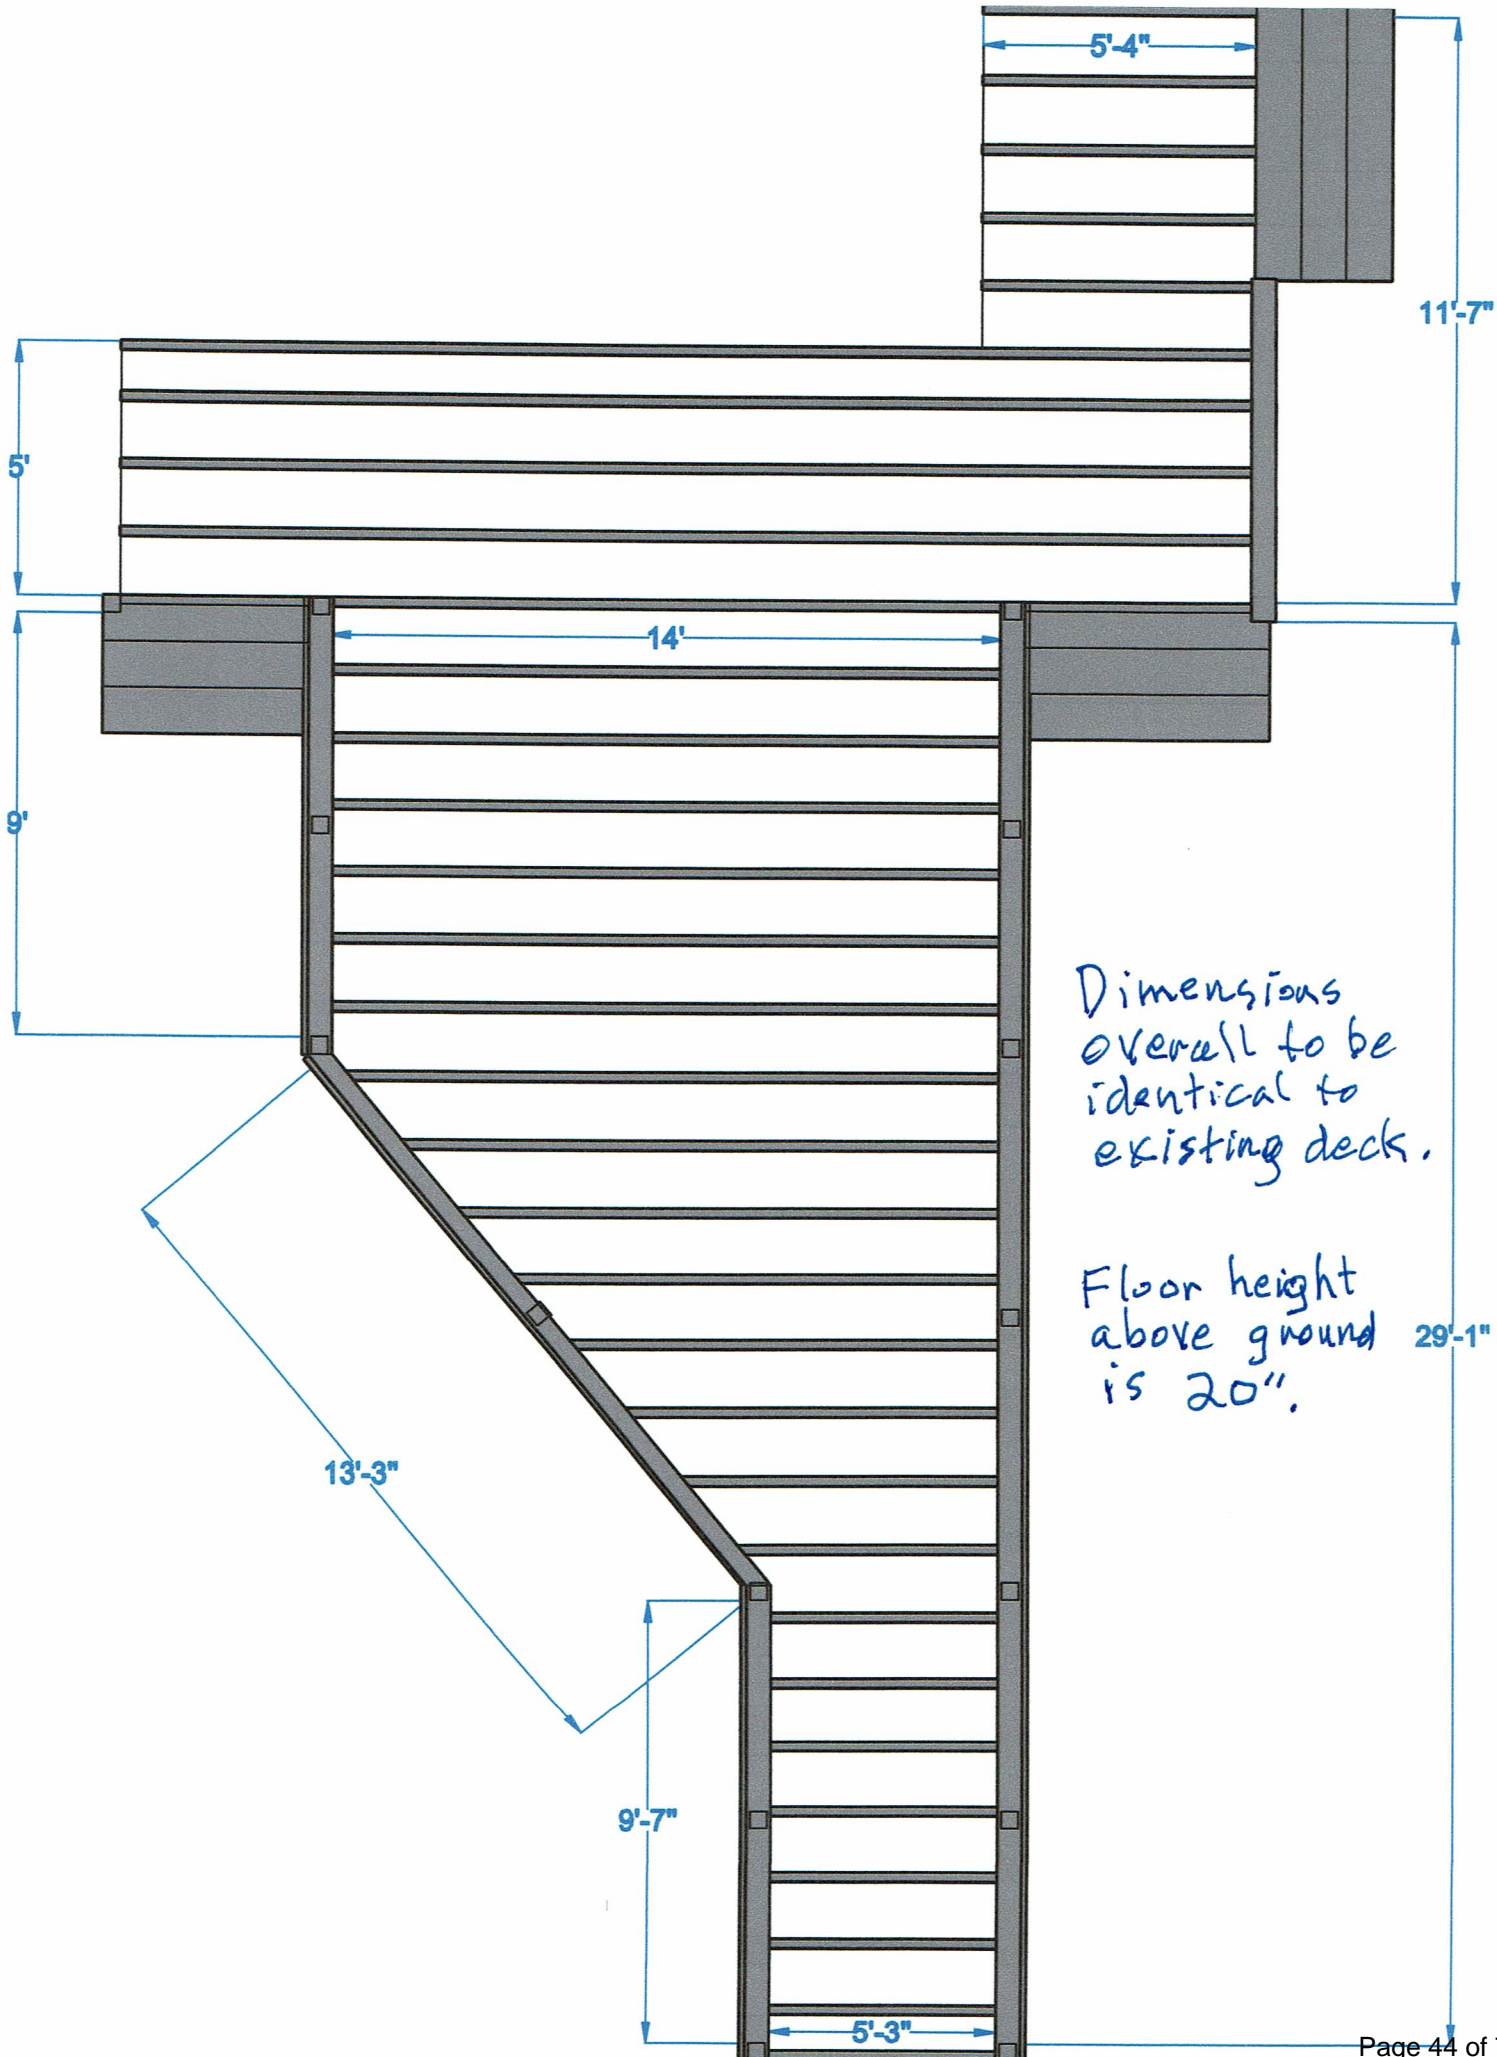 5'-4"
11'-7"
5'
14'
9'
Dimensions
overall to be
identical to
existing deck.
Floor height
above ground
is 20".
29'-1"
13'-3"
9'-7"
5'-3"
Page 44 of